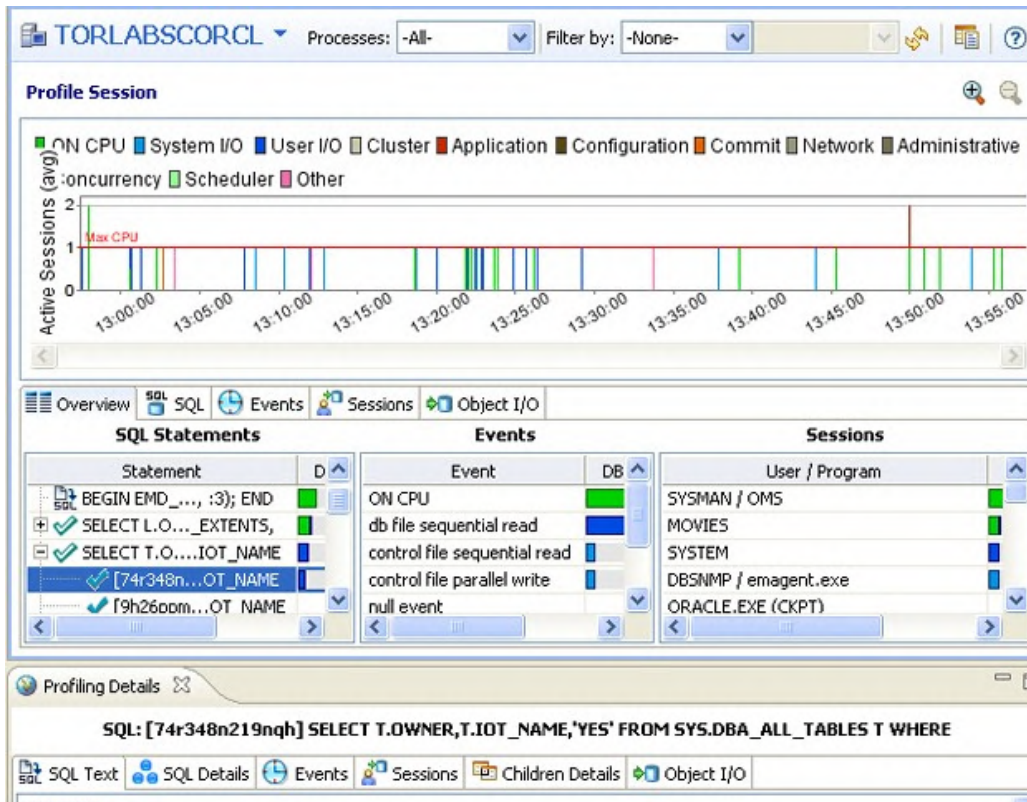 TORLABSCORCL Processes: -All- Filter by: -None-
Profile Session
ON CPU System I/O User I/O Cluster Application Configuration Commit Network Administrative
oncurrency Scheduler Other
Active Sessions (avg)
2
Max CPU
1
0
13:00:00 13:05:00 13:10:00 13:15:00 13:20:00 13:25:00 13:30:00 13:35:00 13:40:00 13:45:00 13:50:00 13:55:00
Overview SQL Events Sessions Object I/O
SQL Statements
Statement D
BEGIN EMD_..., :3); END
SELECT L.O..._EXTENTS,
SELECT T.O....IOT_NAME
[74r348n...OT_NAME
[9h26ppm...OT_NAME
Events
Event DB
ON CPU
db file sequential read
control file sequential read
control file parallel write
null event
Sessions
User / Program
SYSMAN / OMS
MOVIES
SYSTEM
DBSNMP / emagent.exe
ORACLE.EXE (CKPT)
Profiling Details
SQL: [74r348n219nqh] SELECT T.OWNER,T.IOT_NAME,'YES' FROM SYS.DBA_ALL_TABLES T WHERE
SQL Text SQL Details Events Sessions Children Details Object I/O